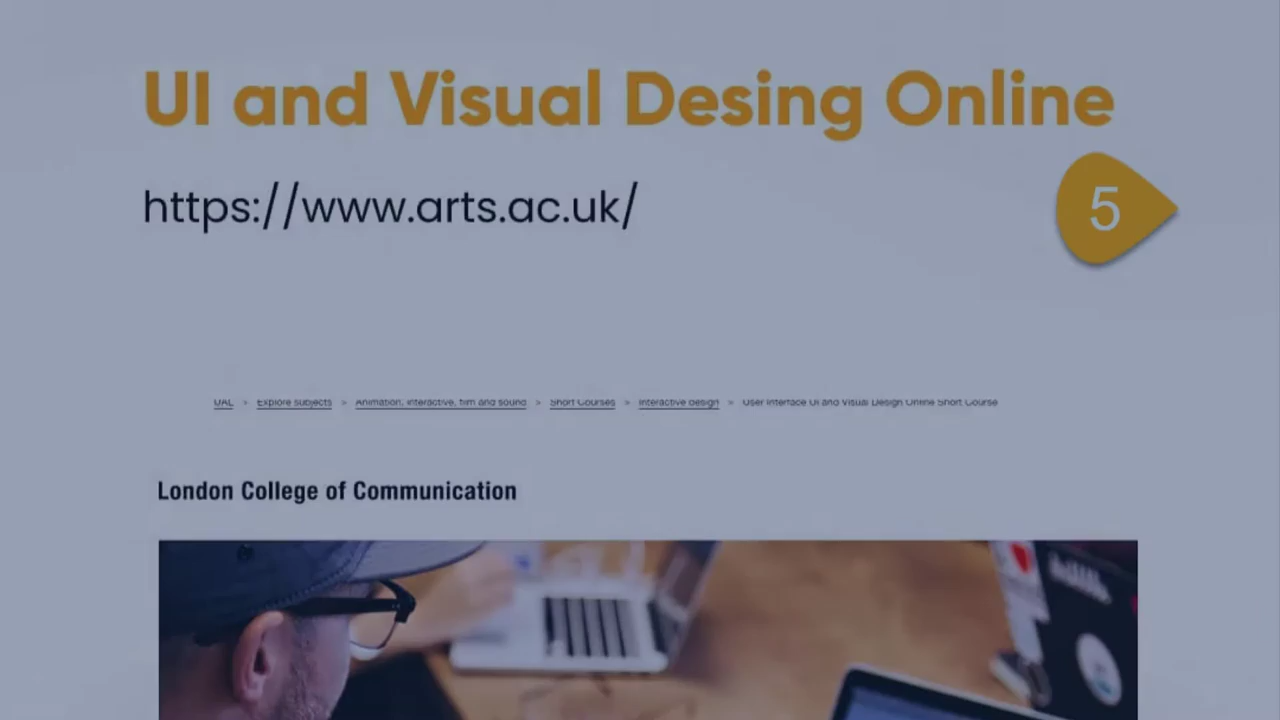 UI and Visual Desing Online
https://www.arts.ac.uk/
5
UAL > Explore subjects > Animation, interactive, film and sound > Short Courses > Interactive design > User Interface UI and Visual Design Online Short Course
London College of Communication